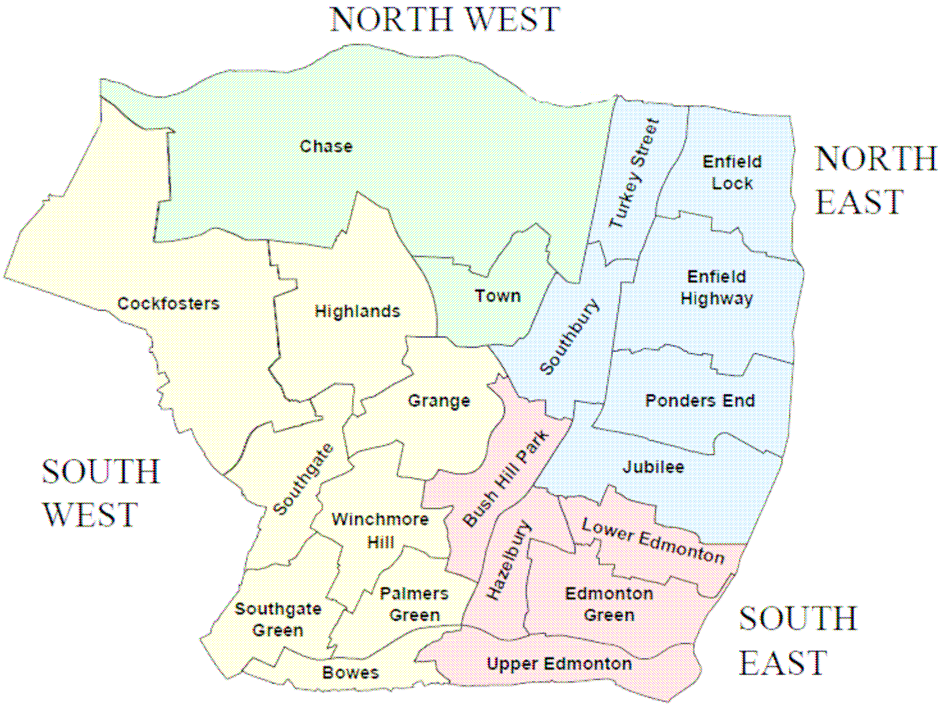 NORTH WEST
Chase
Turkey Street
Enfield
Lock
NORTH
EAST
Cockfosters
Highlands
Town
Southbury
Enfield
Highway
Grange
Ponders End
SOUTH
WEST
Southgate
Bush Hill Park
Jubilee
Winchmore
Hill
Hazelbury
Lower Edmonton
Southgate
Green
Palmers
Green
Edmonton
Green
SOUTH
EAST
Bowes
Upper Edmonton